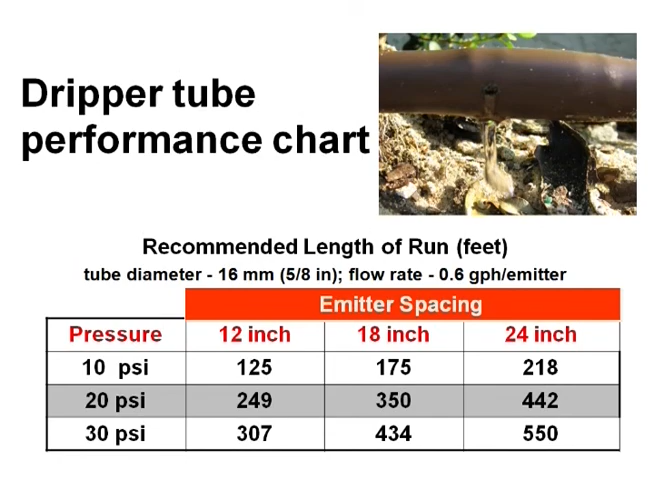 Dripper tube
performance chart
Recommended Length of Run (feet)
tube diameter - 16 mm (5/8 in); flow rate - 0.6 gph/emitter
Emitter Spacing
Pressure 12 inch 18 inch 24 inch
10 psi 125 175 218
20 psi 249 350 442
30 psi 307 434 550